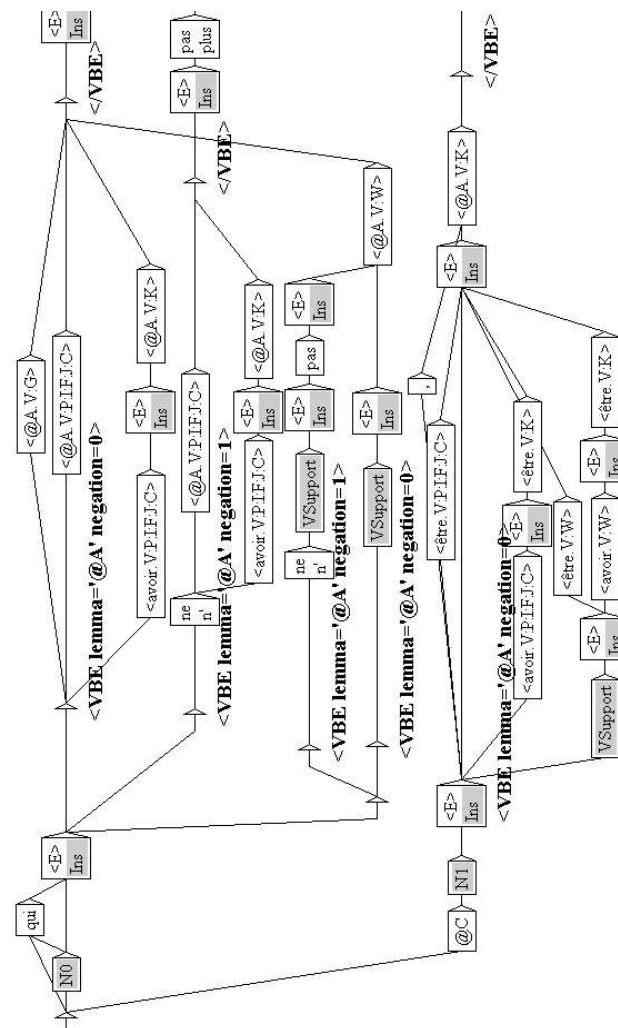 qui
N0
<E>
Ins
<@A.V:G>
<@A.V:P:I:F:J:C>
<E>
Ins
</VBE>
<VBE lemma='@A' negation=0>
<avoir.V:P:I:F:J:C>
<E>
Ins
<@A.V:K>
ne
n'
<@A.V:P:I:F:J:C>
</VBE>
<E>
Ins
pas
plus
<VBE lemma='@A' negation=1>
<avoir.V:P:I:F:J:C>
<E>
Ins
<@A.V:K>
ne
n'
VSupport
<E>
Ins
pas
<E>
Ins
<VBE lemma='@A' negation=1>
VSupport
<E>
Ins
<@A.V:W>
<VBE lemma='@A' negation=0>
@C
N1
<E>
Ins
,
<être.V:P:I:F:J:C>
<E>
Ins
<@A.V:K>
</VBE>
<VBE lemma='@A' negation=0>
<avoir.V:P:I:F:J:C>
<E>
Ins
<être.V:K>
<être.V:W>
VSupport
<E>
Ins
<avoir.V:W>
<E>
Ins
<être.V:K>